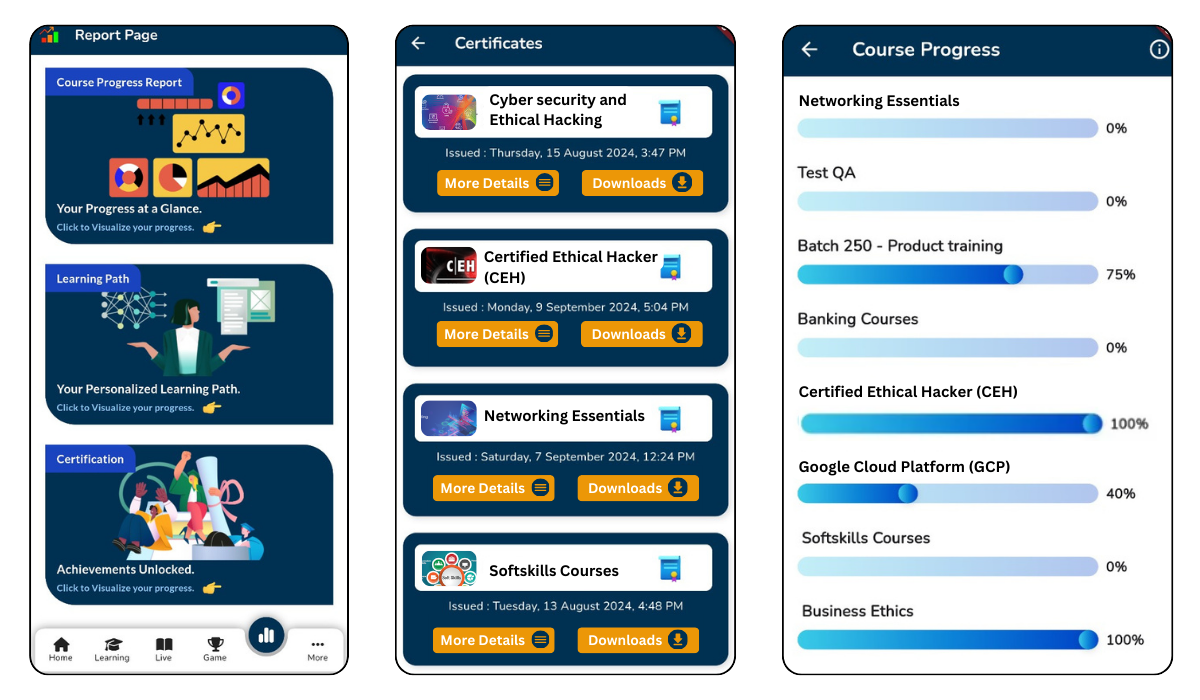 Report Page
Course Progress Report
Your Progress at a Glance.
Click to Visualize your progress.
Learning Path
Your Personalized Learning Path.
Click to Visualize your progress.
Certification
Achievements Unlocked.
Click to Visualize your progress.
Home
Learning
Live
Game
More
Certificates
Cyber security and
Ethical Hacking
Issued : Thursday, 15 August 2024, 3:47 PM
More Details
Downloads
C|EH
Certified Ethical Hacker
(CEH)
Issued : Monday, 9 September 2024, 5:04 PM
More Details
Downloads
Networking Essentials
Issued : Saturday, 7 September 2024, 12:24 PM
More Details
Downloads
Soft Skills
Softskills Courses
Issued : Tuesday, 13 August 2024, 4:48 PM
More Details
Downloads
Course Progress
Networking Essentials
0%
Test QA
0%
Batch 250 - Product training
75%
Banking Courses
0%
Certified Ethical Hacker (CEH)
100%
Google Cloud Platform (GCP)
40%
Softskills Courses
0%
Business Ethics
100%